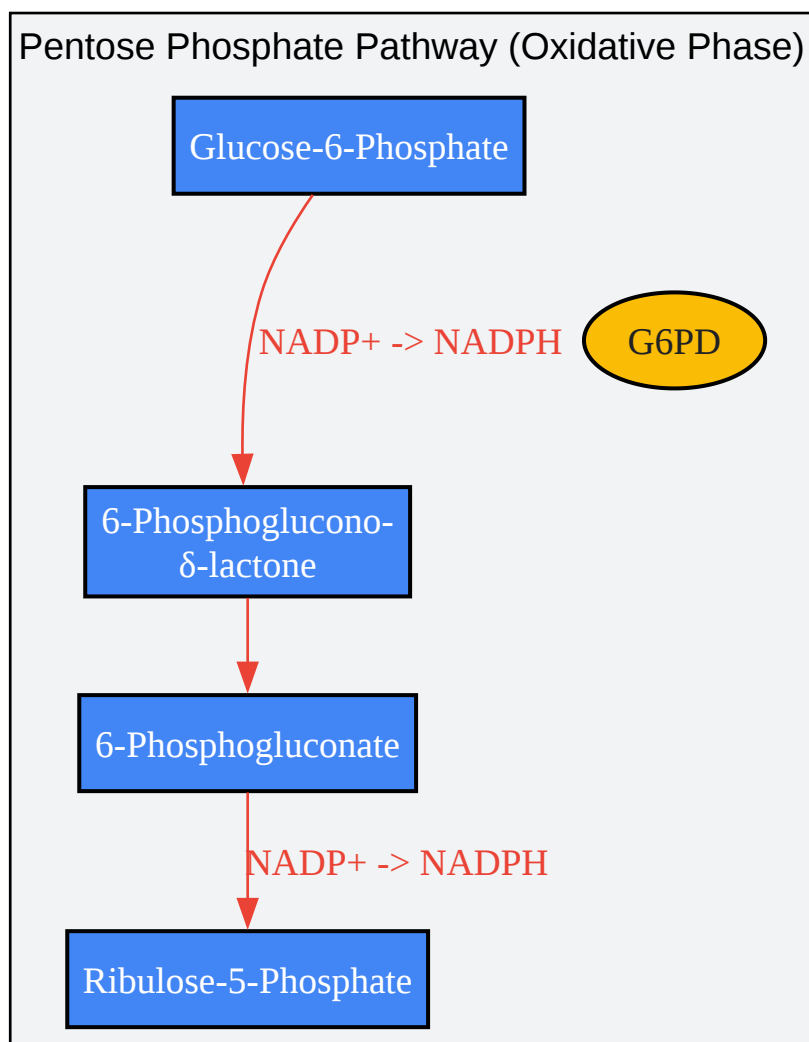 Pentose Phosphate Pathway (Oxidative Phase)
Glucose-6-Phosphate
NADP+ -> NADPH
G6PD
6-Phosphoglucono-
δ-lactone
6-Phosphogluconate
NADP+ -> NADPH
Ribulose-5-Phosphate